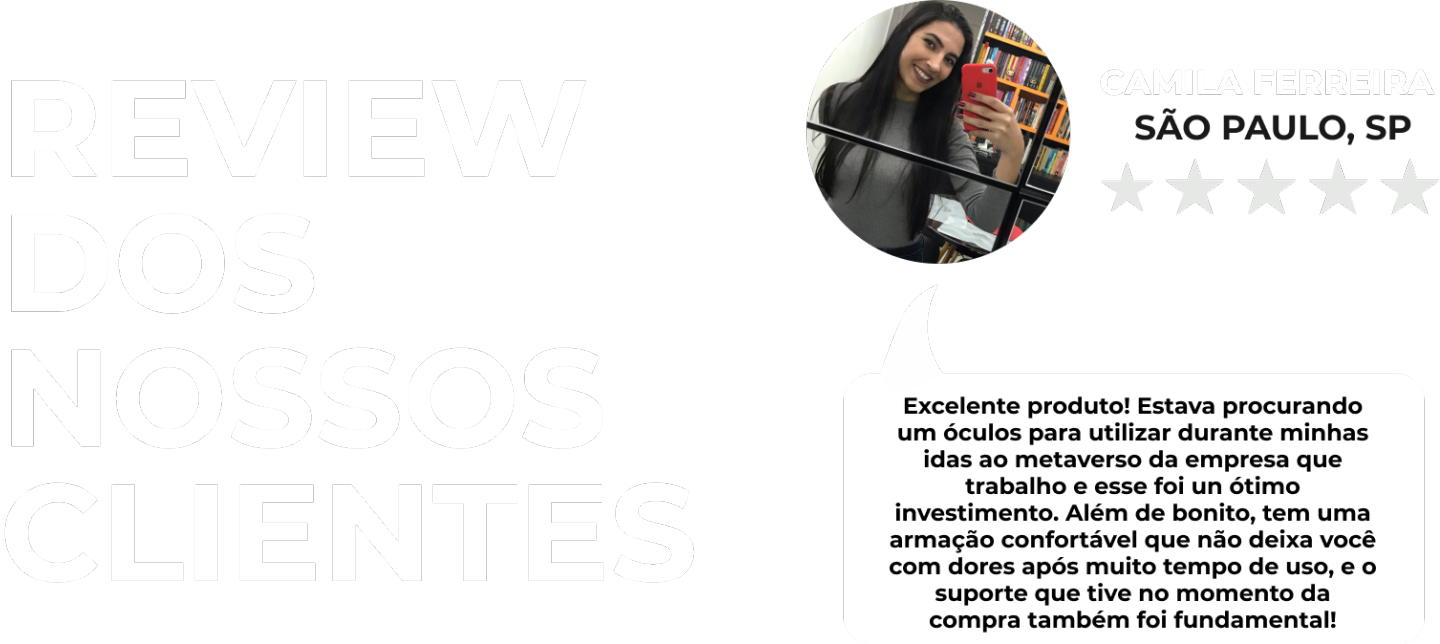 REVIEW
DOS
NOSSOS
CLIENTES
CAMILA FERREIRA
SÃO PAULO, SP
Excelente produto! Estava procurando
um óculos para utilizar durante minhas
idas ao metaverso da empresa que
trabalho e esse foi un ótimo
investimento. Além de bonito, tem uma
armação confortável que não deixa você
com dores após muito tempo de uso, e o
suporte que tive no momento da
compra também foi fundamental!